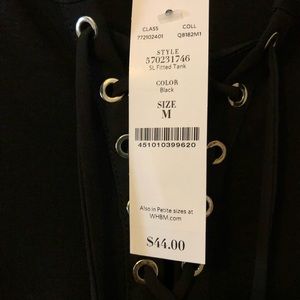 CLASS COLL
772102401 QB182M1
STYLE
570231746
SL Fitted Tank
COLOR
Black
SIZE
M
451010399620
Also in Petite sizes at
WHBM.com
$44.00